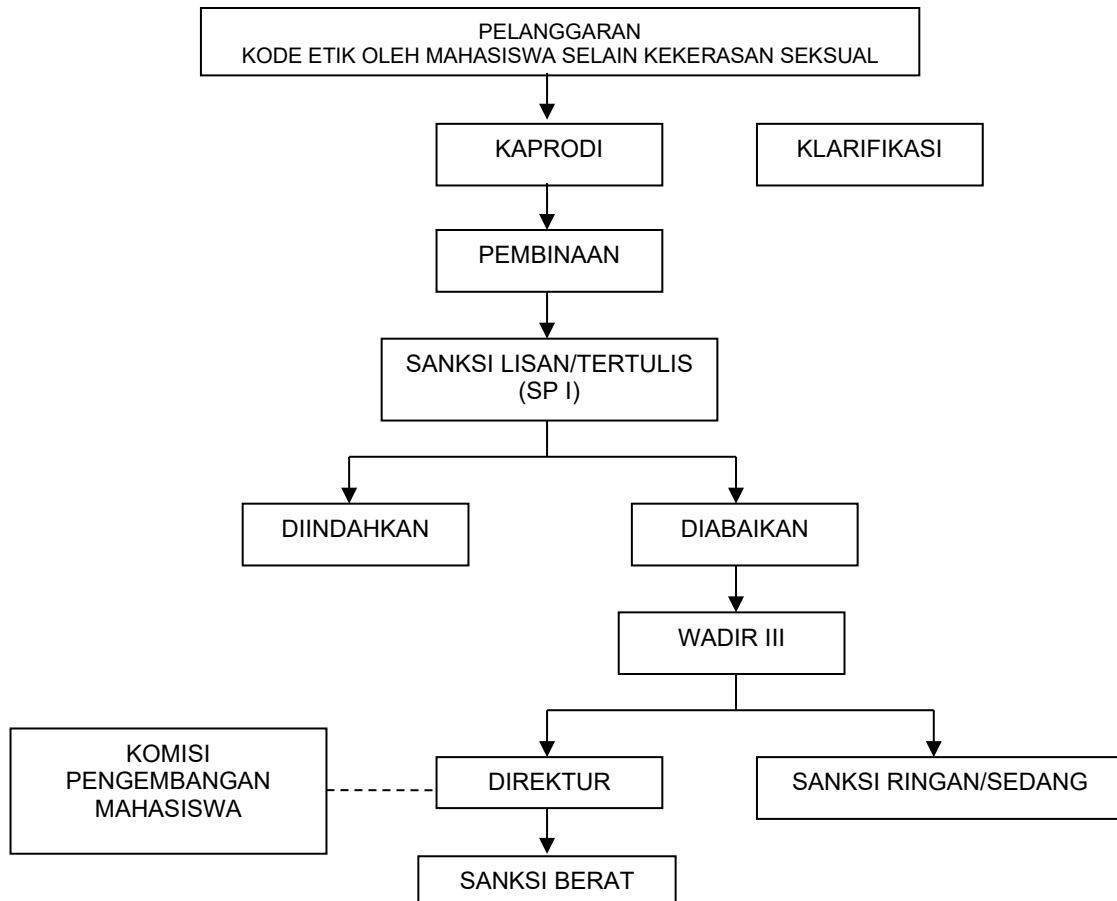 PELANGGARAN
KODE ETIK OLEH MAHASISWA SELAIN KEKERASAN SEKSUAL
KAPRODI
KLARIFIKASI
PEMBINAAN
SANKSI LISAN/TERTULIS
(SP I)
DIINDAHKAN
DIABAIKAN
WADIR III
KOMISI
PENGEMBANGAN
MAHASISWA
DIREKTUR
SANKSI RINGAN/SEDANG
SANKSI BERAT